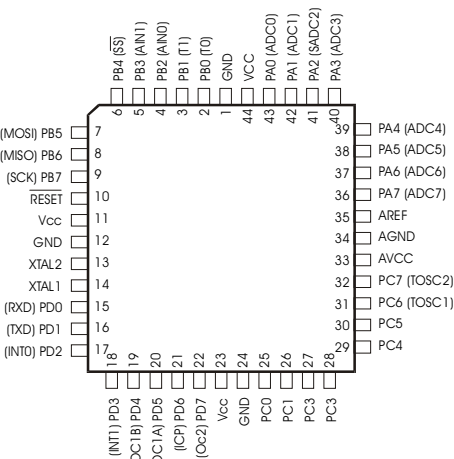 PB4 (SS)
PB3 (AIN1)
PB2 (AIN0)
PB1 (T1)
PB0 (T0)
GND
VCC
PA0 (ADC0)
PA1 (ADC1)
PA2 (SADC2)
PA3 (ADC3)
6 5 4 3 2 1 44 43 42 41 40
(MOSI) PB5 7
(MISO) PB6 8
(SCK) PB7 9
RESET 10
Vcc 11
GND 12
XTAL2 13
XTAL1 14
(RXD) PD0 15
(TXD) PD1 16
(INT0) PD2 17
39 PA4 (ADC4)
38 PA5 (ADC5)
37 PA6 (ADC6)
36 PA7 (ADC7)
35 AREF
34 AGND
33 AVCC
32 PC7 (TOSC2)
31 PC6 (TOSC1)
30 PC5
29 PC4
18 19 20 21 22 23 24 25 26 27 28
(INT1) PD3
OC1B) PD4
OC1A) PD5
(ICP) PD6
(Oc2) PD7
Vcc
GND
PC0
PC1
PC3
PC3